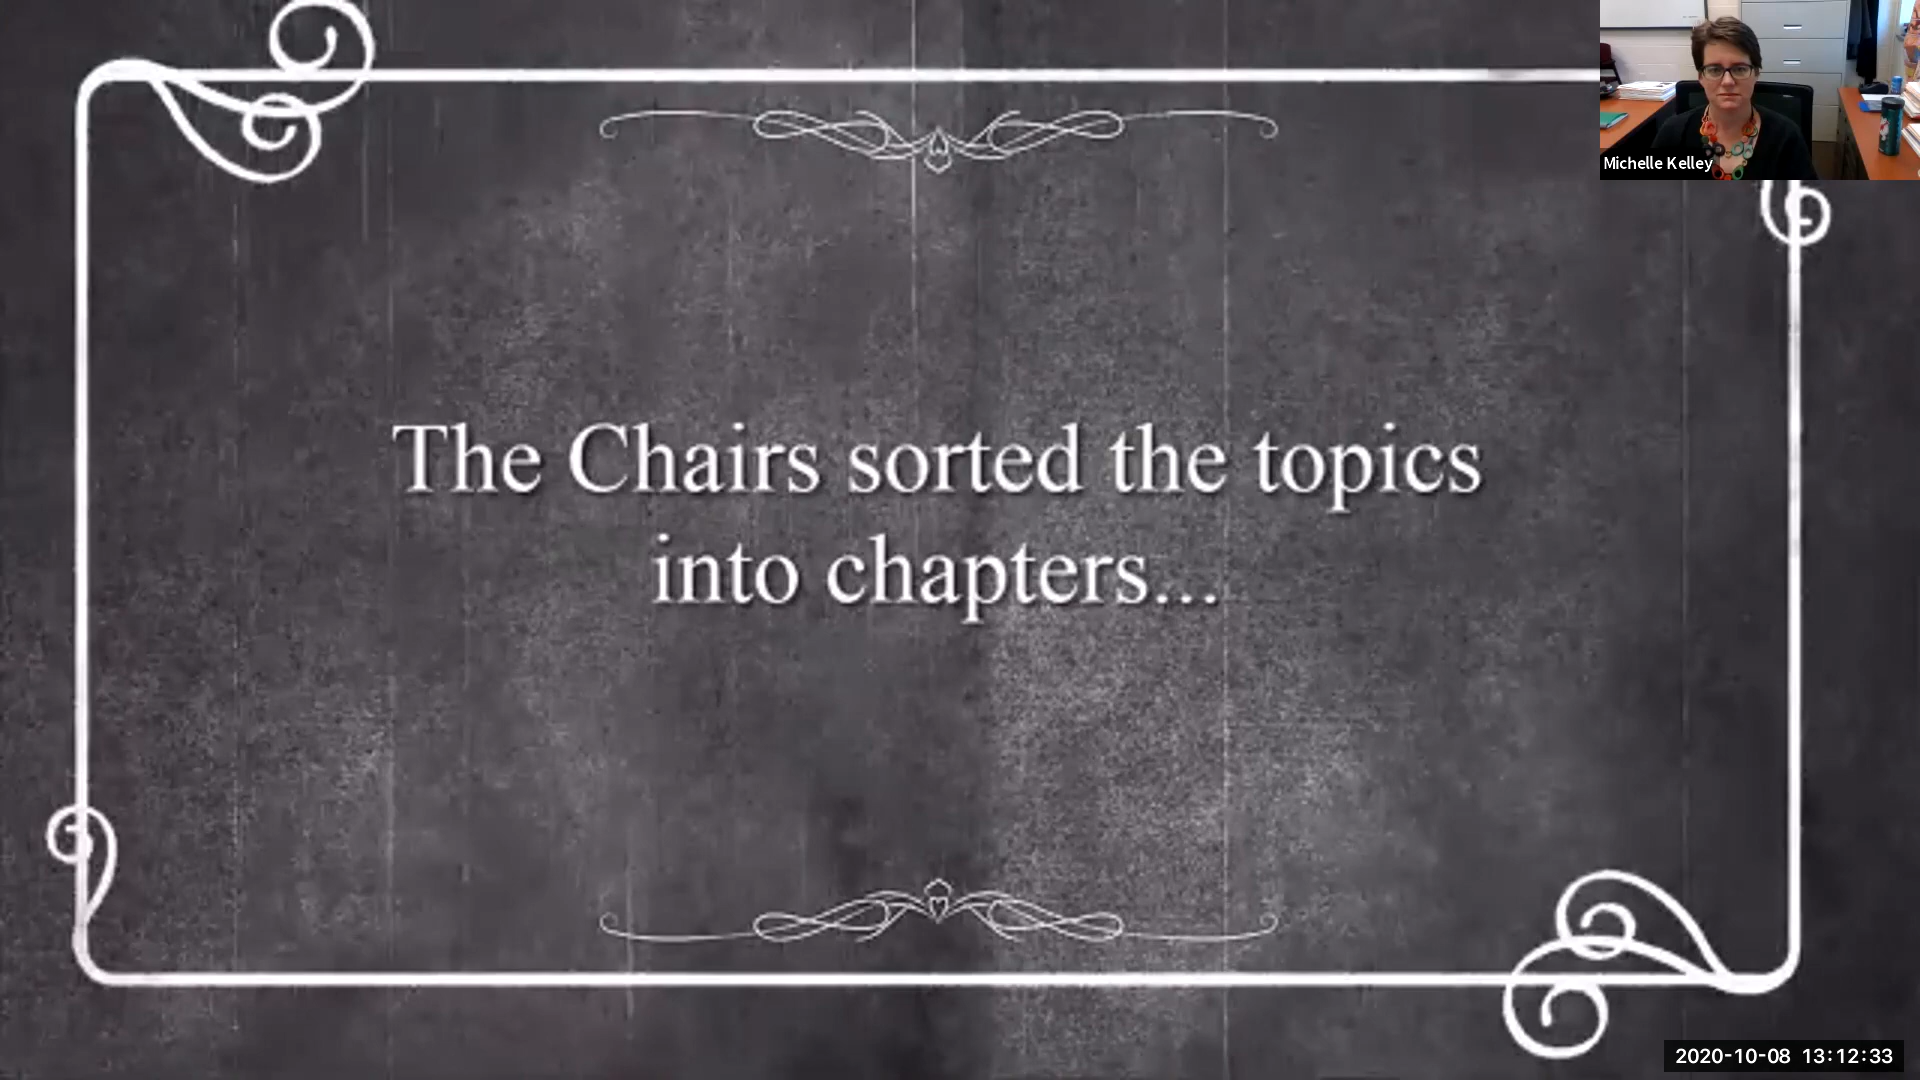 Michelle Kelley
The Chairs sorted the topics
into chapters...
2020-10-08 13:12:33